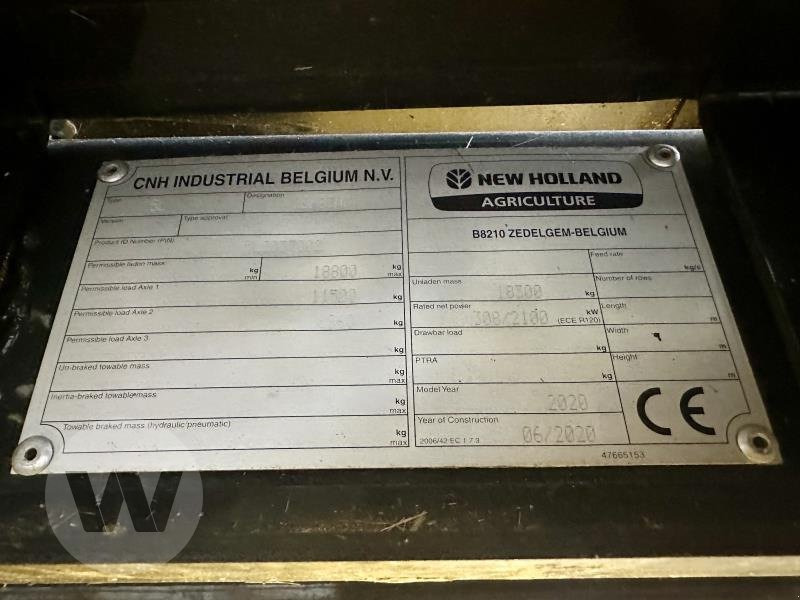 CNH INDUSTRIAL BELGIUM N.V.
Type
Designation
Variant
Type approval
Product ID Number (PIN)
Permissible laden mass
kg min
18800
kg max
Permissible load Axle 1
11500
kg max
Permissible load Axle 2
kg
Permissible load Axle 3
kg
Un-braked towable mass
kg max
Inertia-braked towable mass
kg max
Towable braked mass (hydraulic/pneumatic)
kg max
NEW HOLLAND
AGRICULTURE
B8210 ZEDELGEM-BELGIUM
Feed rate
kg/s
Unladen mass
18300
kg
Number of rows
Rated net power
308/2100
kW
(ECE R120)
Length
m
Drawbar load
kg
Width
m
PTRA
kg
Height
m
Model Year
2020
Year of Construction
06/2020
2006/42 EC 1.7.3
CE
47665153
W